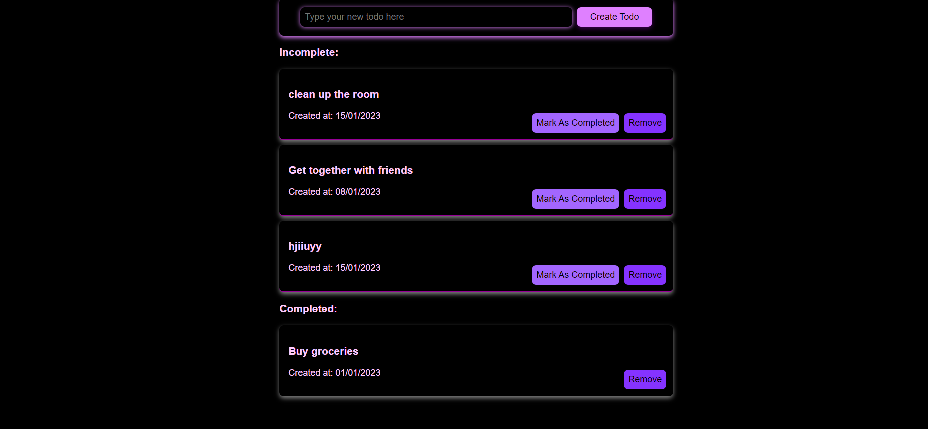 Type your new todo here
Create Todo
Incomplete:
clean up the room
Created at: 15/01/2023
Mark As Completed
Remove
Get together with friends
Created at: 08/01/2023
Mark As Completed
Remove
hjiiuyy
Created at: 15/01/2023
Mark As Completed
Remove
Completed:
Buy groceries
Created at: 01/01/2023
Remove